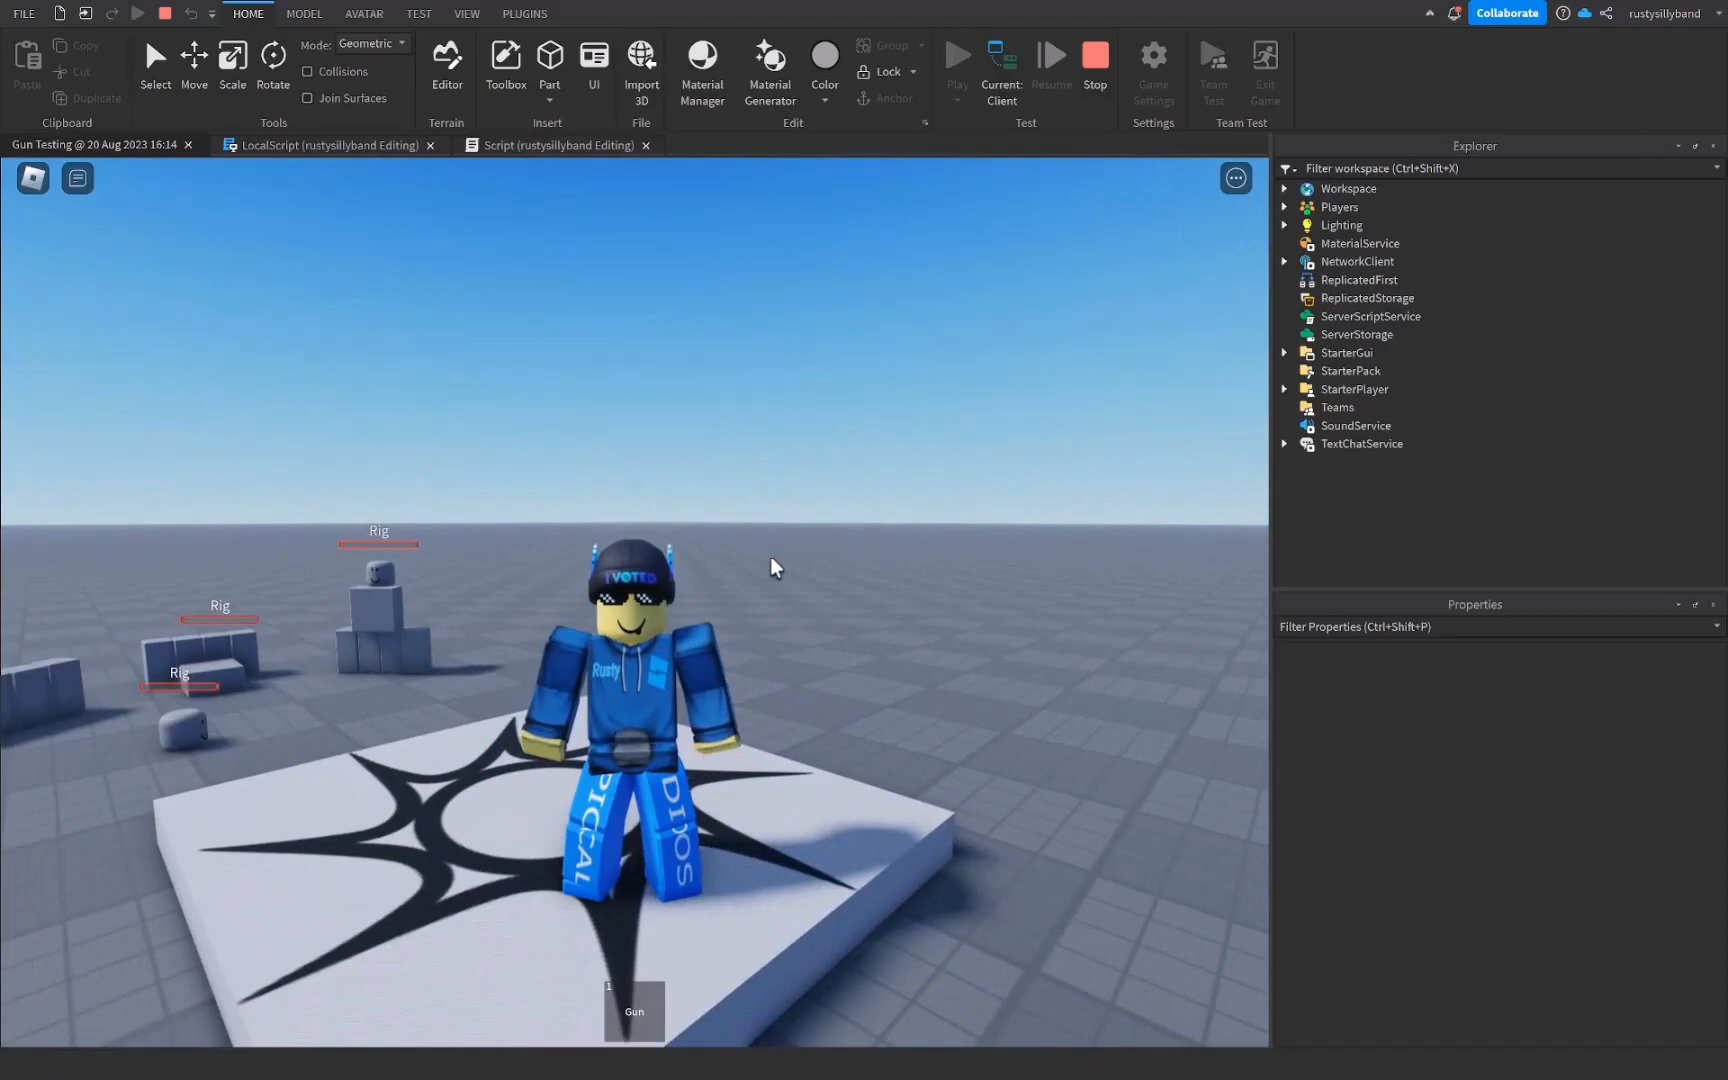 FILE HOME MODEL AVATAR TEST VIEW PLUGINS Collaborate rustysillyband
Paste Copy Cut Duplicate
Clipboard
Select Move Scale Rotate
Mode: Geometric
Collisions
Join Surfaces
Tools
Editor
Terrain
Toolbox Part UI
Insert
Import 3D
File
Material Manager
Material Generator
Color
Group
Lock
Anchor
Edit
Play
Current: Client
Resume Stop
Test
Game Settings
Settings
Team Test
Exit Game
Team Test
Gun Testing @ 20 Aug 2023 16:14
LocalScript (rustysillyband Editing)
Script (rustysillyband Editing)
Rig
Rig
Rig
I VOTED
Rusty
PICCAL
DIOS
1
Gun
Explorer
Filter workspace (Ctrl+Shift+X)
Workspace
Players
Lighting
MaterialService
NetworkClient
ReplicatedFirst
ReplicatedStorage
ServerScriptService
ServerStorage
StarterGui
StarterPack
StarterPlayer
Teams
SoundService
TextChatService
Properties
Filter Properties (Ctrl+Shift+P)